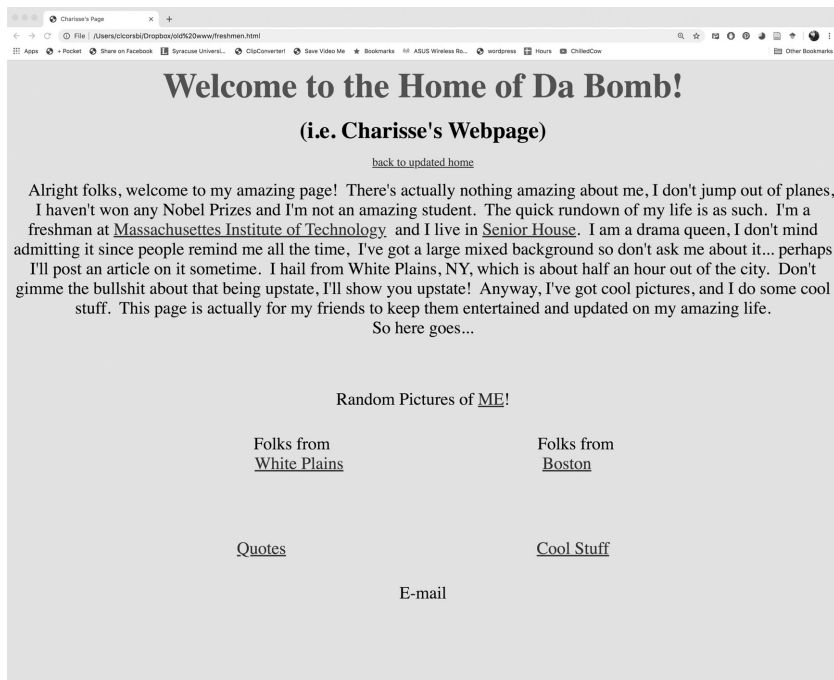 Charisse's Page
File | /Users/clcorsbi/Dropbox/old%20www/freshmen.html
Apps + Pocket Share on Facebook Syracuse Universi... ClipConverter! Save Video Me Bookmarks ASUS Wireless Ro... wordpress Hours ChilledCow Other Bookmarks
Welcome to the Home of Da Bomb!
(i.e. Charisse's Webpage)
back to updated home
Alright folks, welcome to my amazing page! There's actually nothing amazing about me, I don't jump out of planes,
I haven't won any Nobel Prizes and I'm not an amazing student. The quick rundown of my life is as such. I'm a
freshman at Massachusettes Institute of Technology and I live in Senior House. I am a drama queen, I don't mind
admitting it since people remind me all the time, I've got a large mixed background so don't ask me about it... perhaps
I'll post an article on it sometime. I hail from White Plains, NY, which is about half an hour out of the city. Don't
gimme the bullshit about that being upstate, I'll show you upstate! Anyway, I've got cool pictures, and I do some cool
stuff. This page is actually for my friends to keep them entertained and updated on my amazing life.
So here goes...
Random Pictures of ME!
Folks from Folks from
White Plains Boston
Quotes Cool Stuff
E-mail